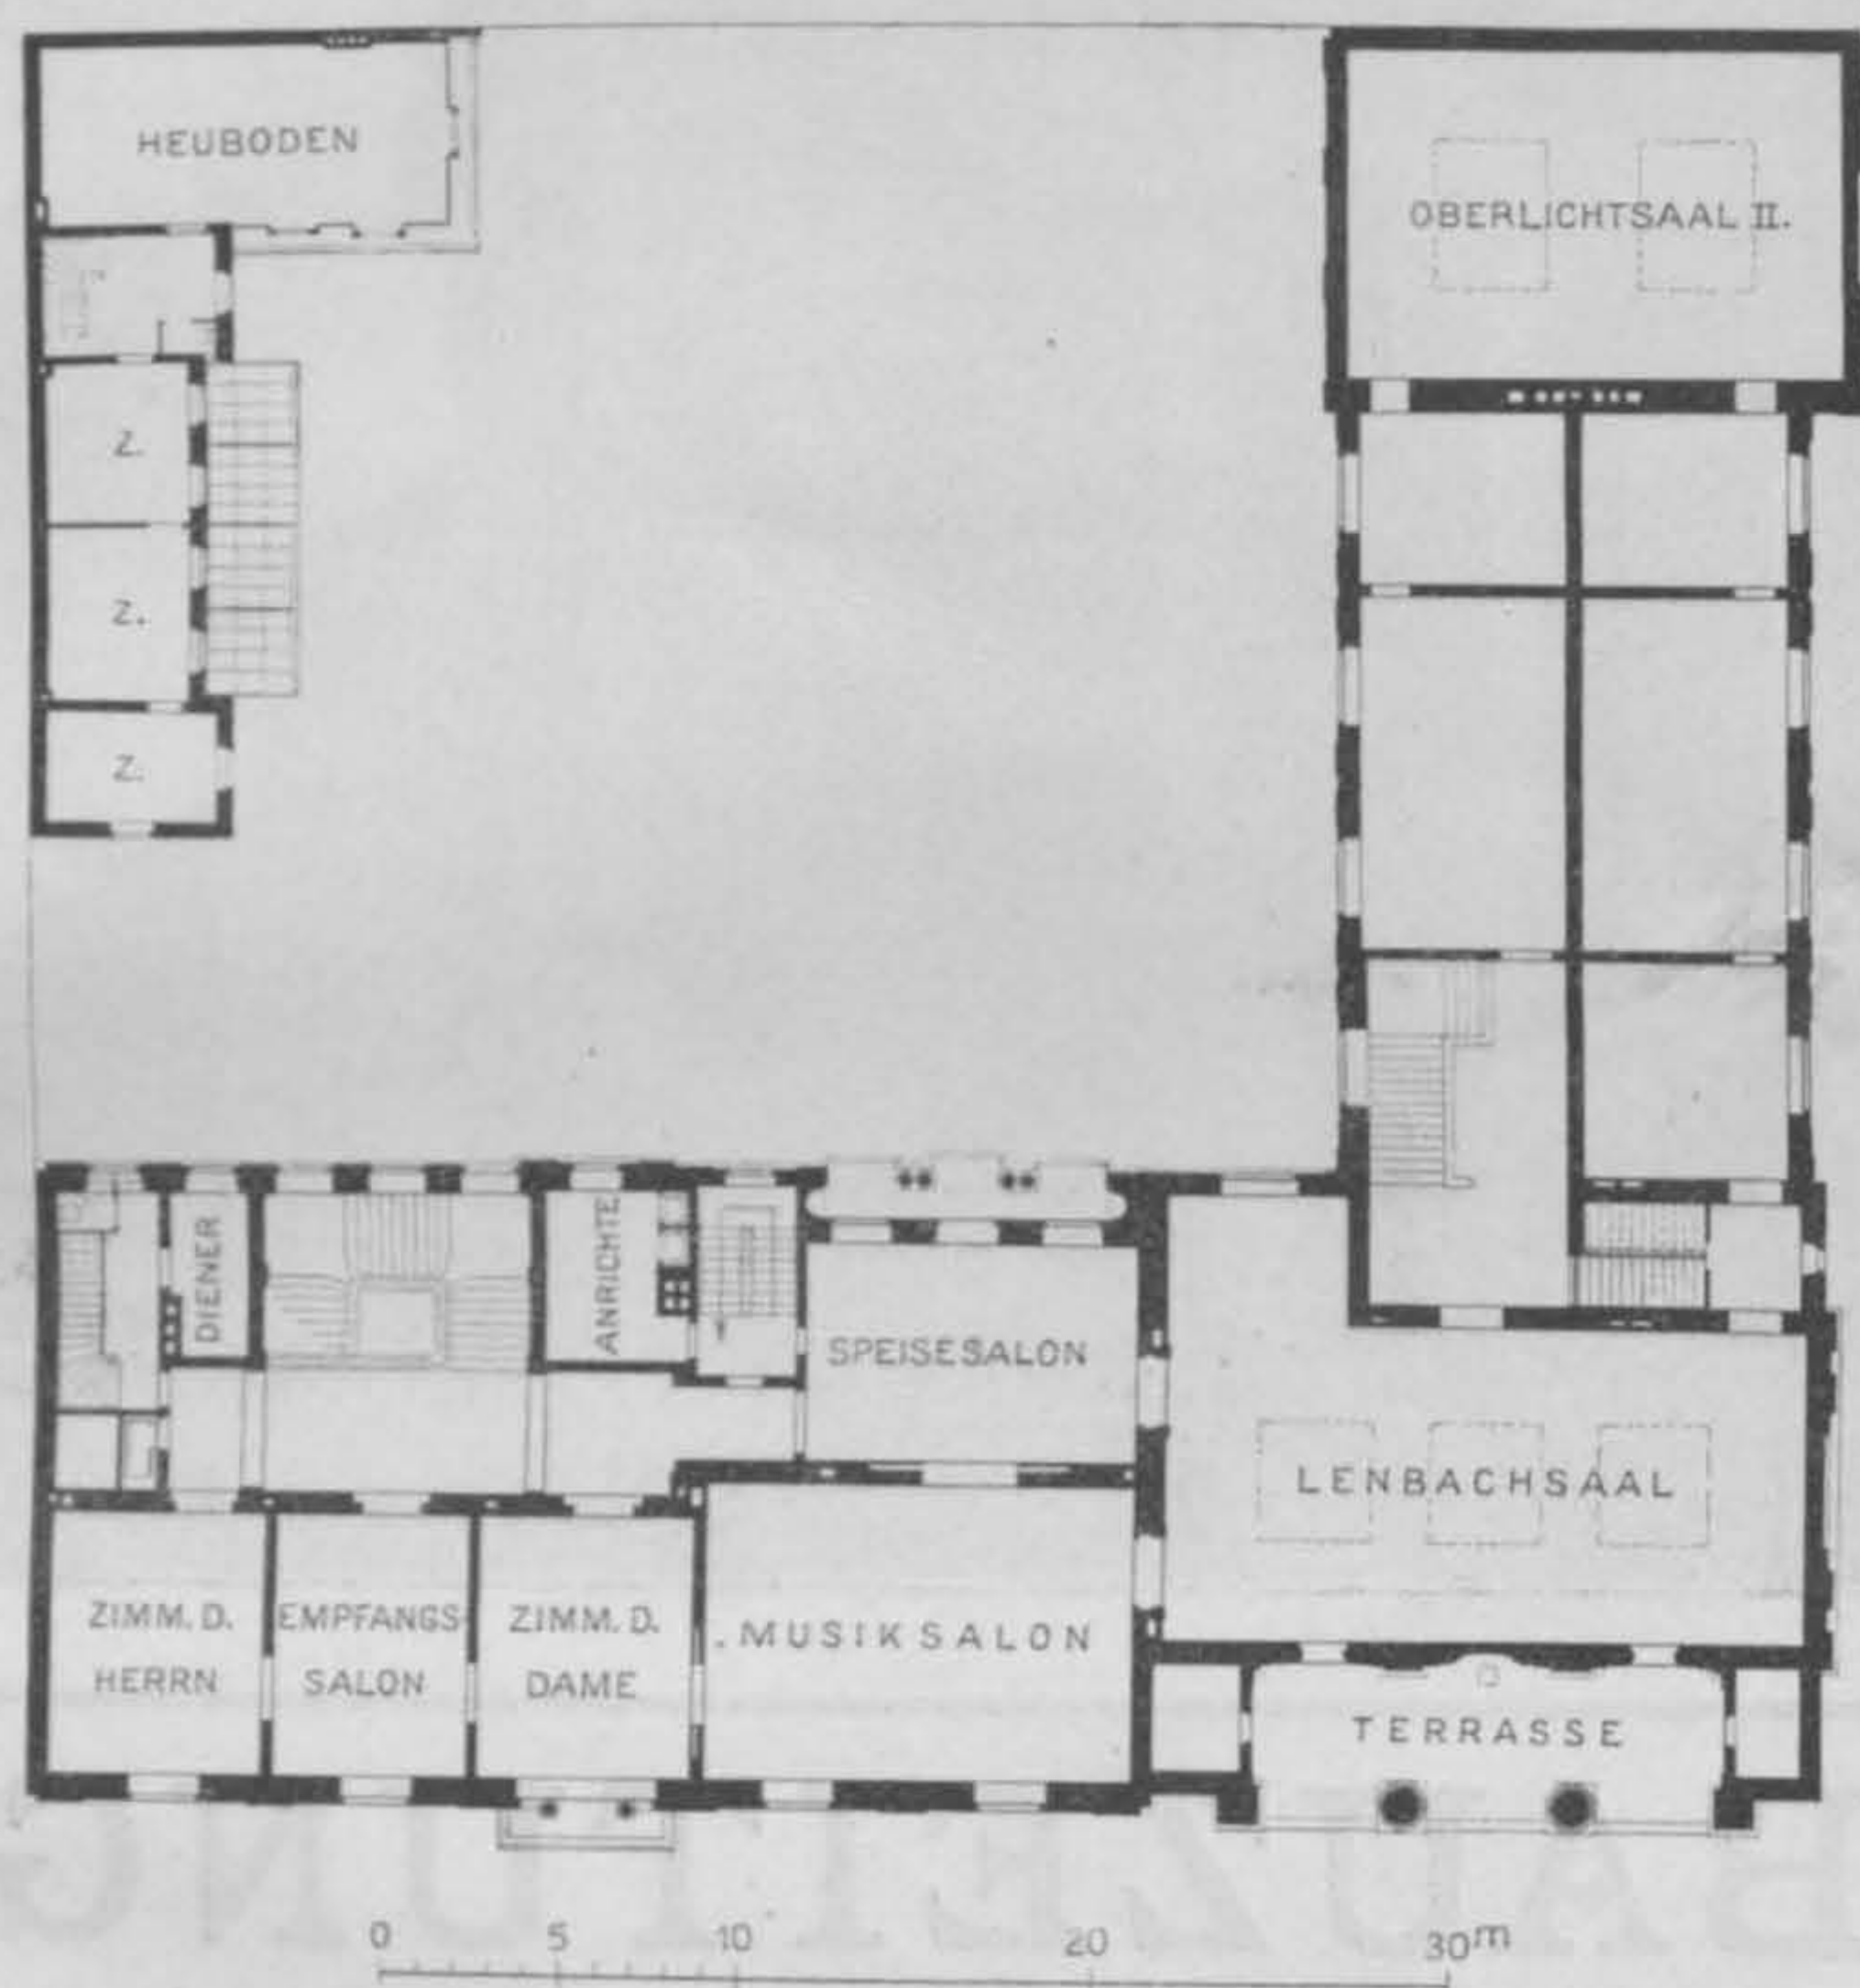 HEUBODEN
OBERLICHTSAAL II.
Z.
Z.
Z.
DIENER
ANRICHTE
SPEISESALON
LENBACHSAAL
ZIMM. D.
HERRN
EMPFANGS-
SALON
ZIMM. D.
DAME
MUSIKSALON
TERRASSE
0 5 10 20 30m